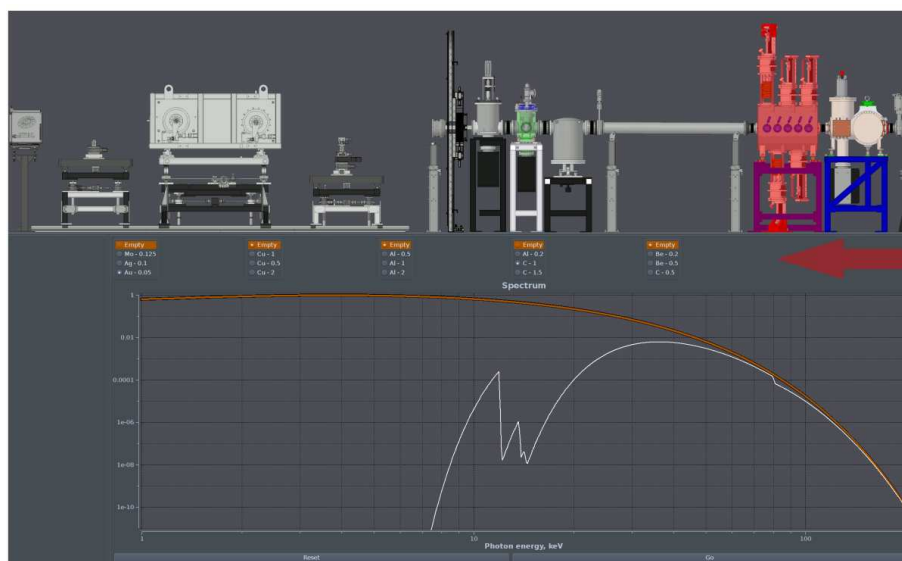 Empty Empty Empty Empty Empty
Mo - 0.125 Cu - 1 Al - 0.5 Al - 0.2 Be - 0.2
Ag - 0.1 Cu - 0.5 Al - 1 C - 1 Be - 0.5
Au - 0.05 Cu - 2 Al - 2 C - 1.5 C - 0.5
Spectrum
1
0.01
0.0001
1e-06
1e-08
1e-10
1 10 100
Photon energy, keV
Reset Go